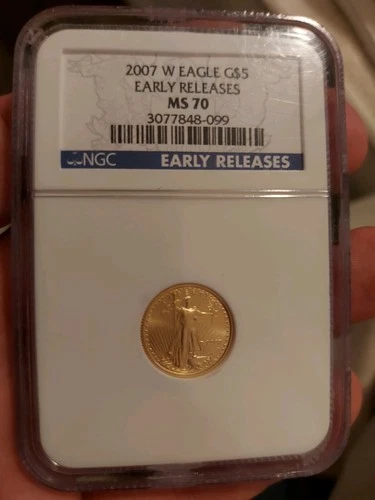 2007 W EAGLE G$5
EARLY RELEASES
MS 70
3077848-099
NGC EARLY RELEASES